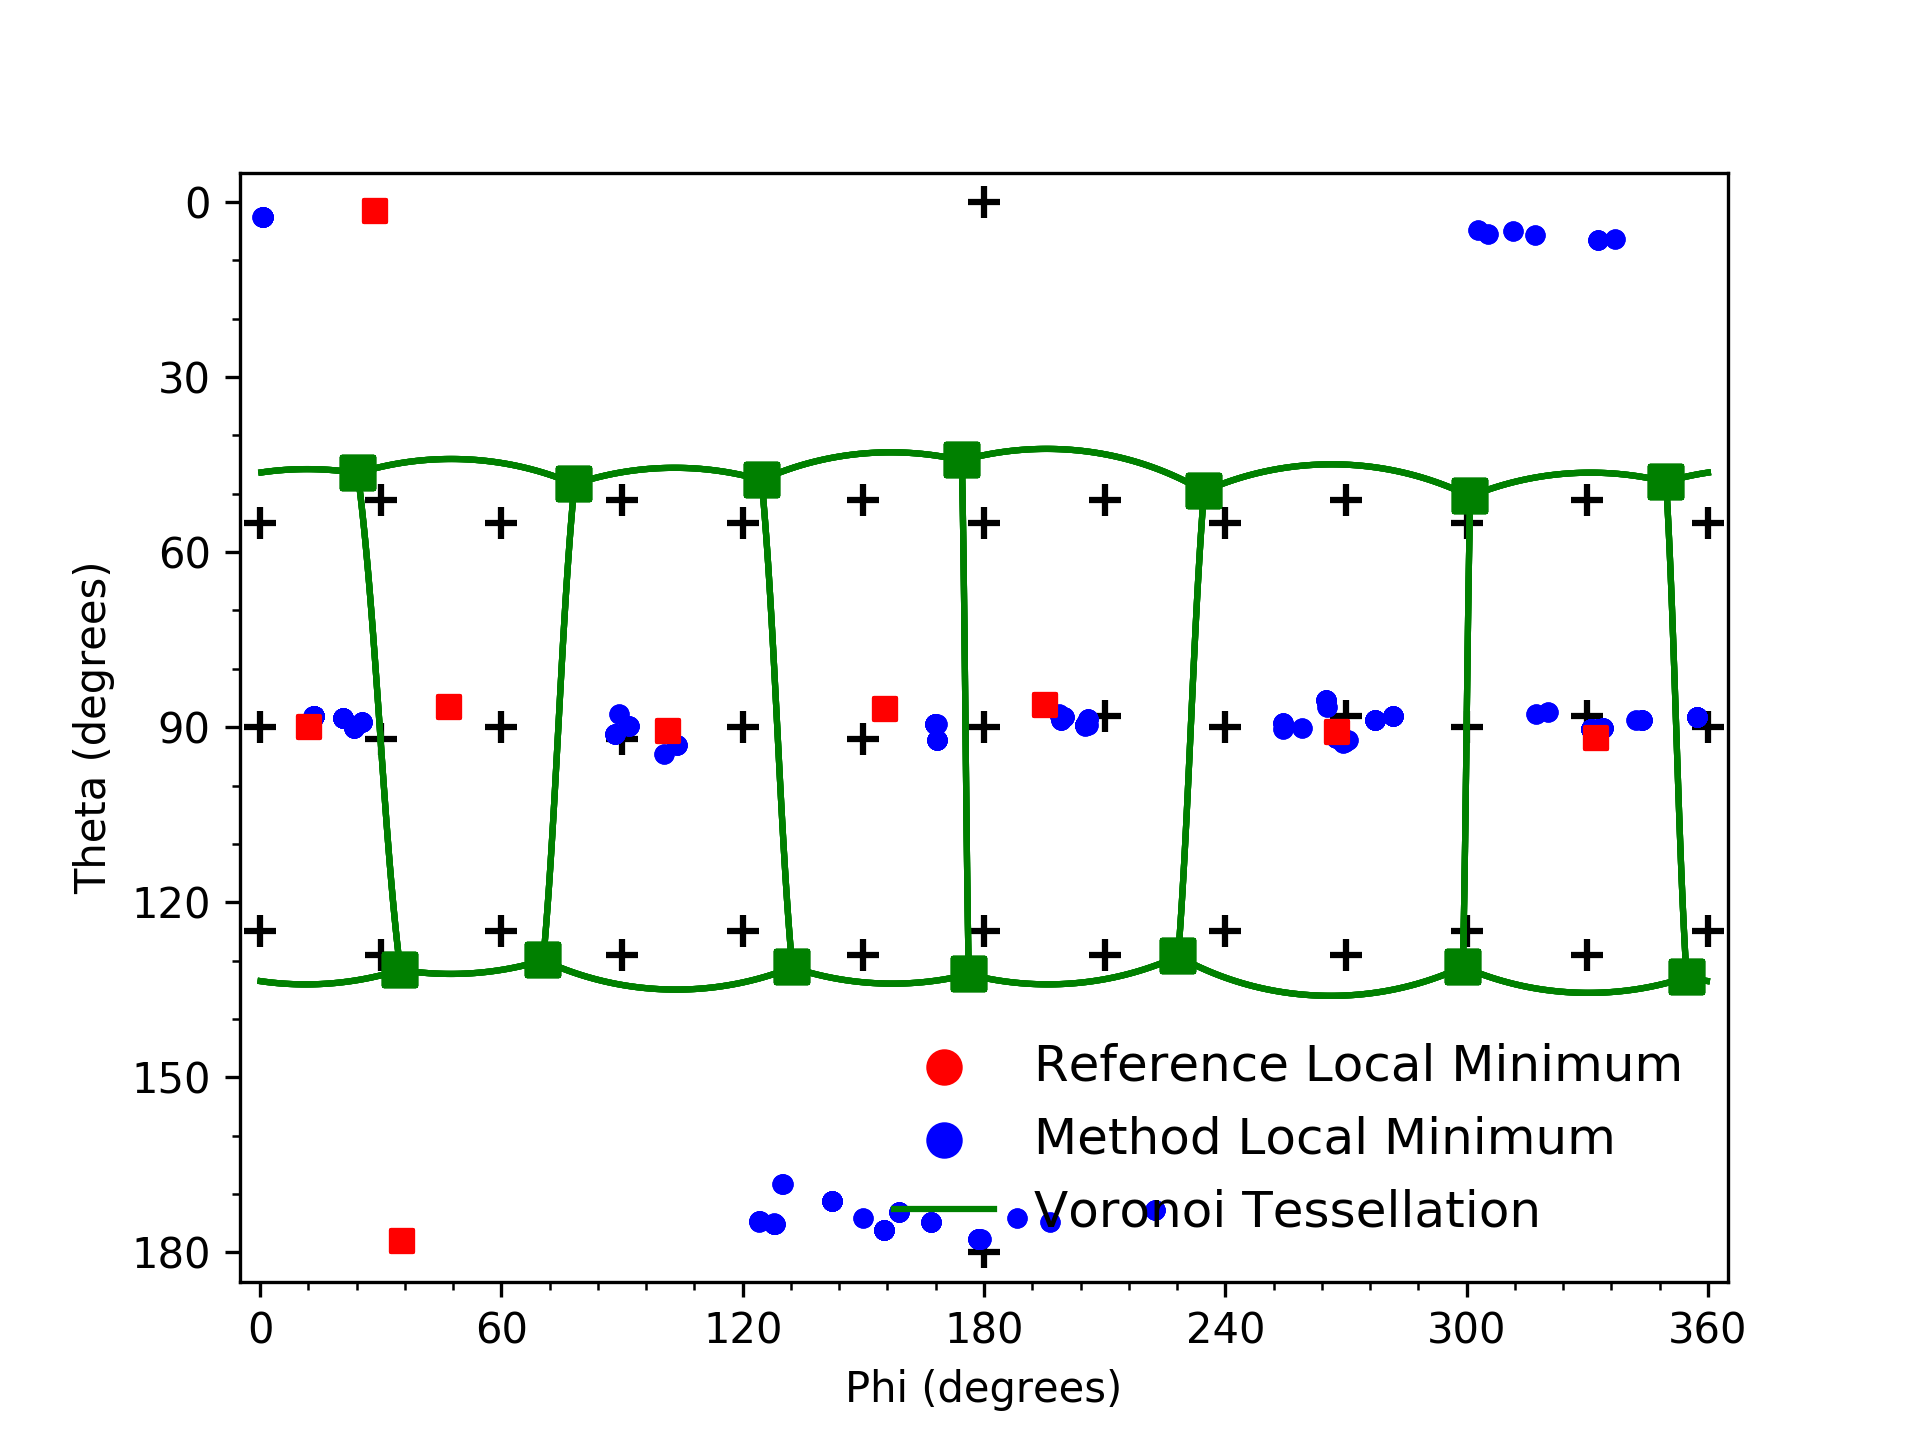 0
30
60
90
120
150
180
Theta (degrees)
Reference Local Minimum
Method Local Minimum
Voronoi Tessellation
0 60 120 180 240 300 360
Phi (degrees)